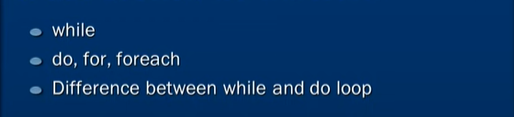 while
do, for, foreach
Difference between while and do loop